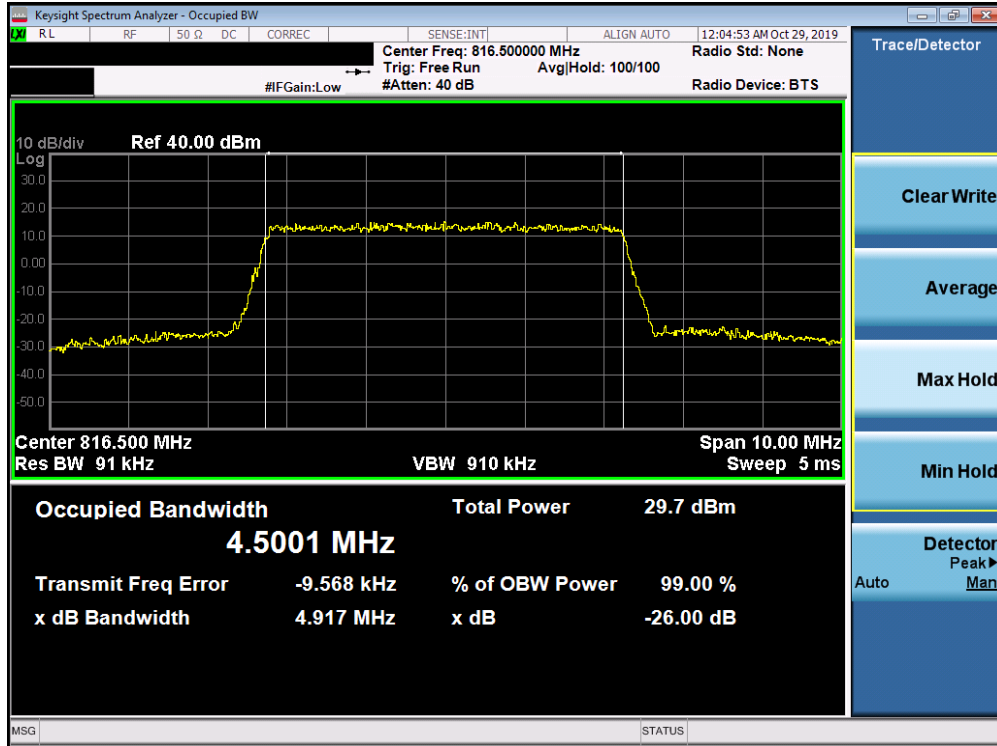 Keysight Spectrum Analyzer - Occupied BW
LXI RL RF 50 Ω DC CORREC SENSE:INT ALIGN AUTO 12:04:53 AM Oct 29, 2019
Center Freq: 816.500000 MHz Radio Std: None
Trig: Free Run Avg|Hold: 100/100
#IFGain:Low #Atten: 40 dB Radio Device: BTS
Trace/Detector
10 dB/div Ref 40.00 dBm
Log
30.0
20.0
10.0
0.00
-10.0
-20.0
-30.0
-40.0
-50.0
Center 816.500 MHz Span 10.00 MHz
Res BW 91 kHz VBW 910 kHz Sweep 5 ms
Occupied Bandwidth Total Power 29.7 dBm
4.5001 MHz
Transmit Freq Error -9.568 kHz % of OBW Power 99.00 %
x dB Bandwidth 4.917 MHz x dB -26.00 dB
Clear Write
Average
Max Hold
Min Hold
Detector
Peak▶
Auto Man
MSG STATUS